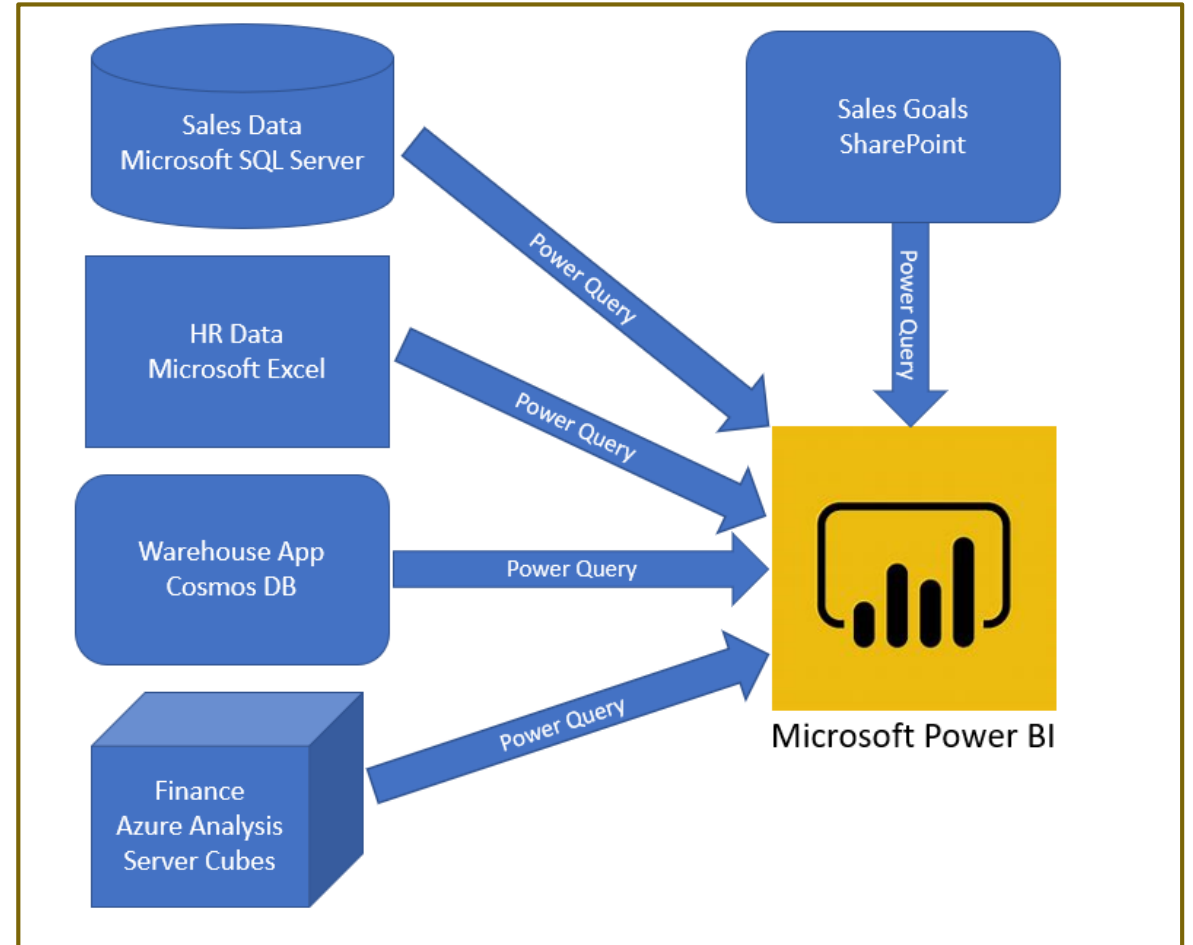 Sales Data
Microsoft SQL Server
Sales Goals
SharePoint
Power Query
Power Query
HR Data
Microsoft Excel
Power Query
Warehouse App
Cosmos DB
Power Query
Finance
Azure Analysis
Server Cubes
Power Query
Microsoft Power BI